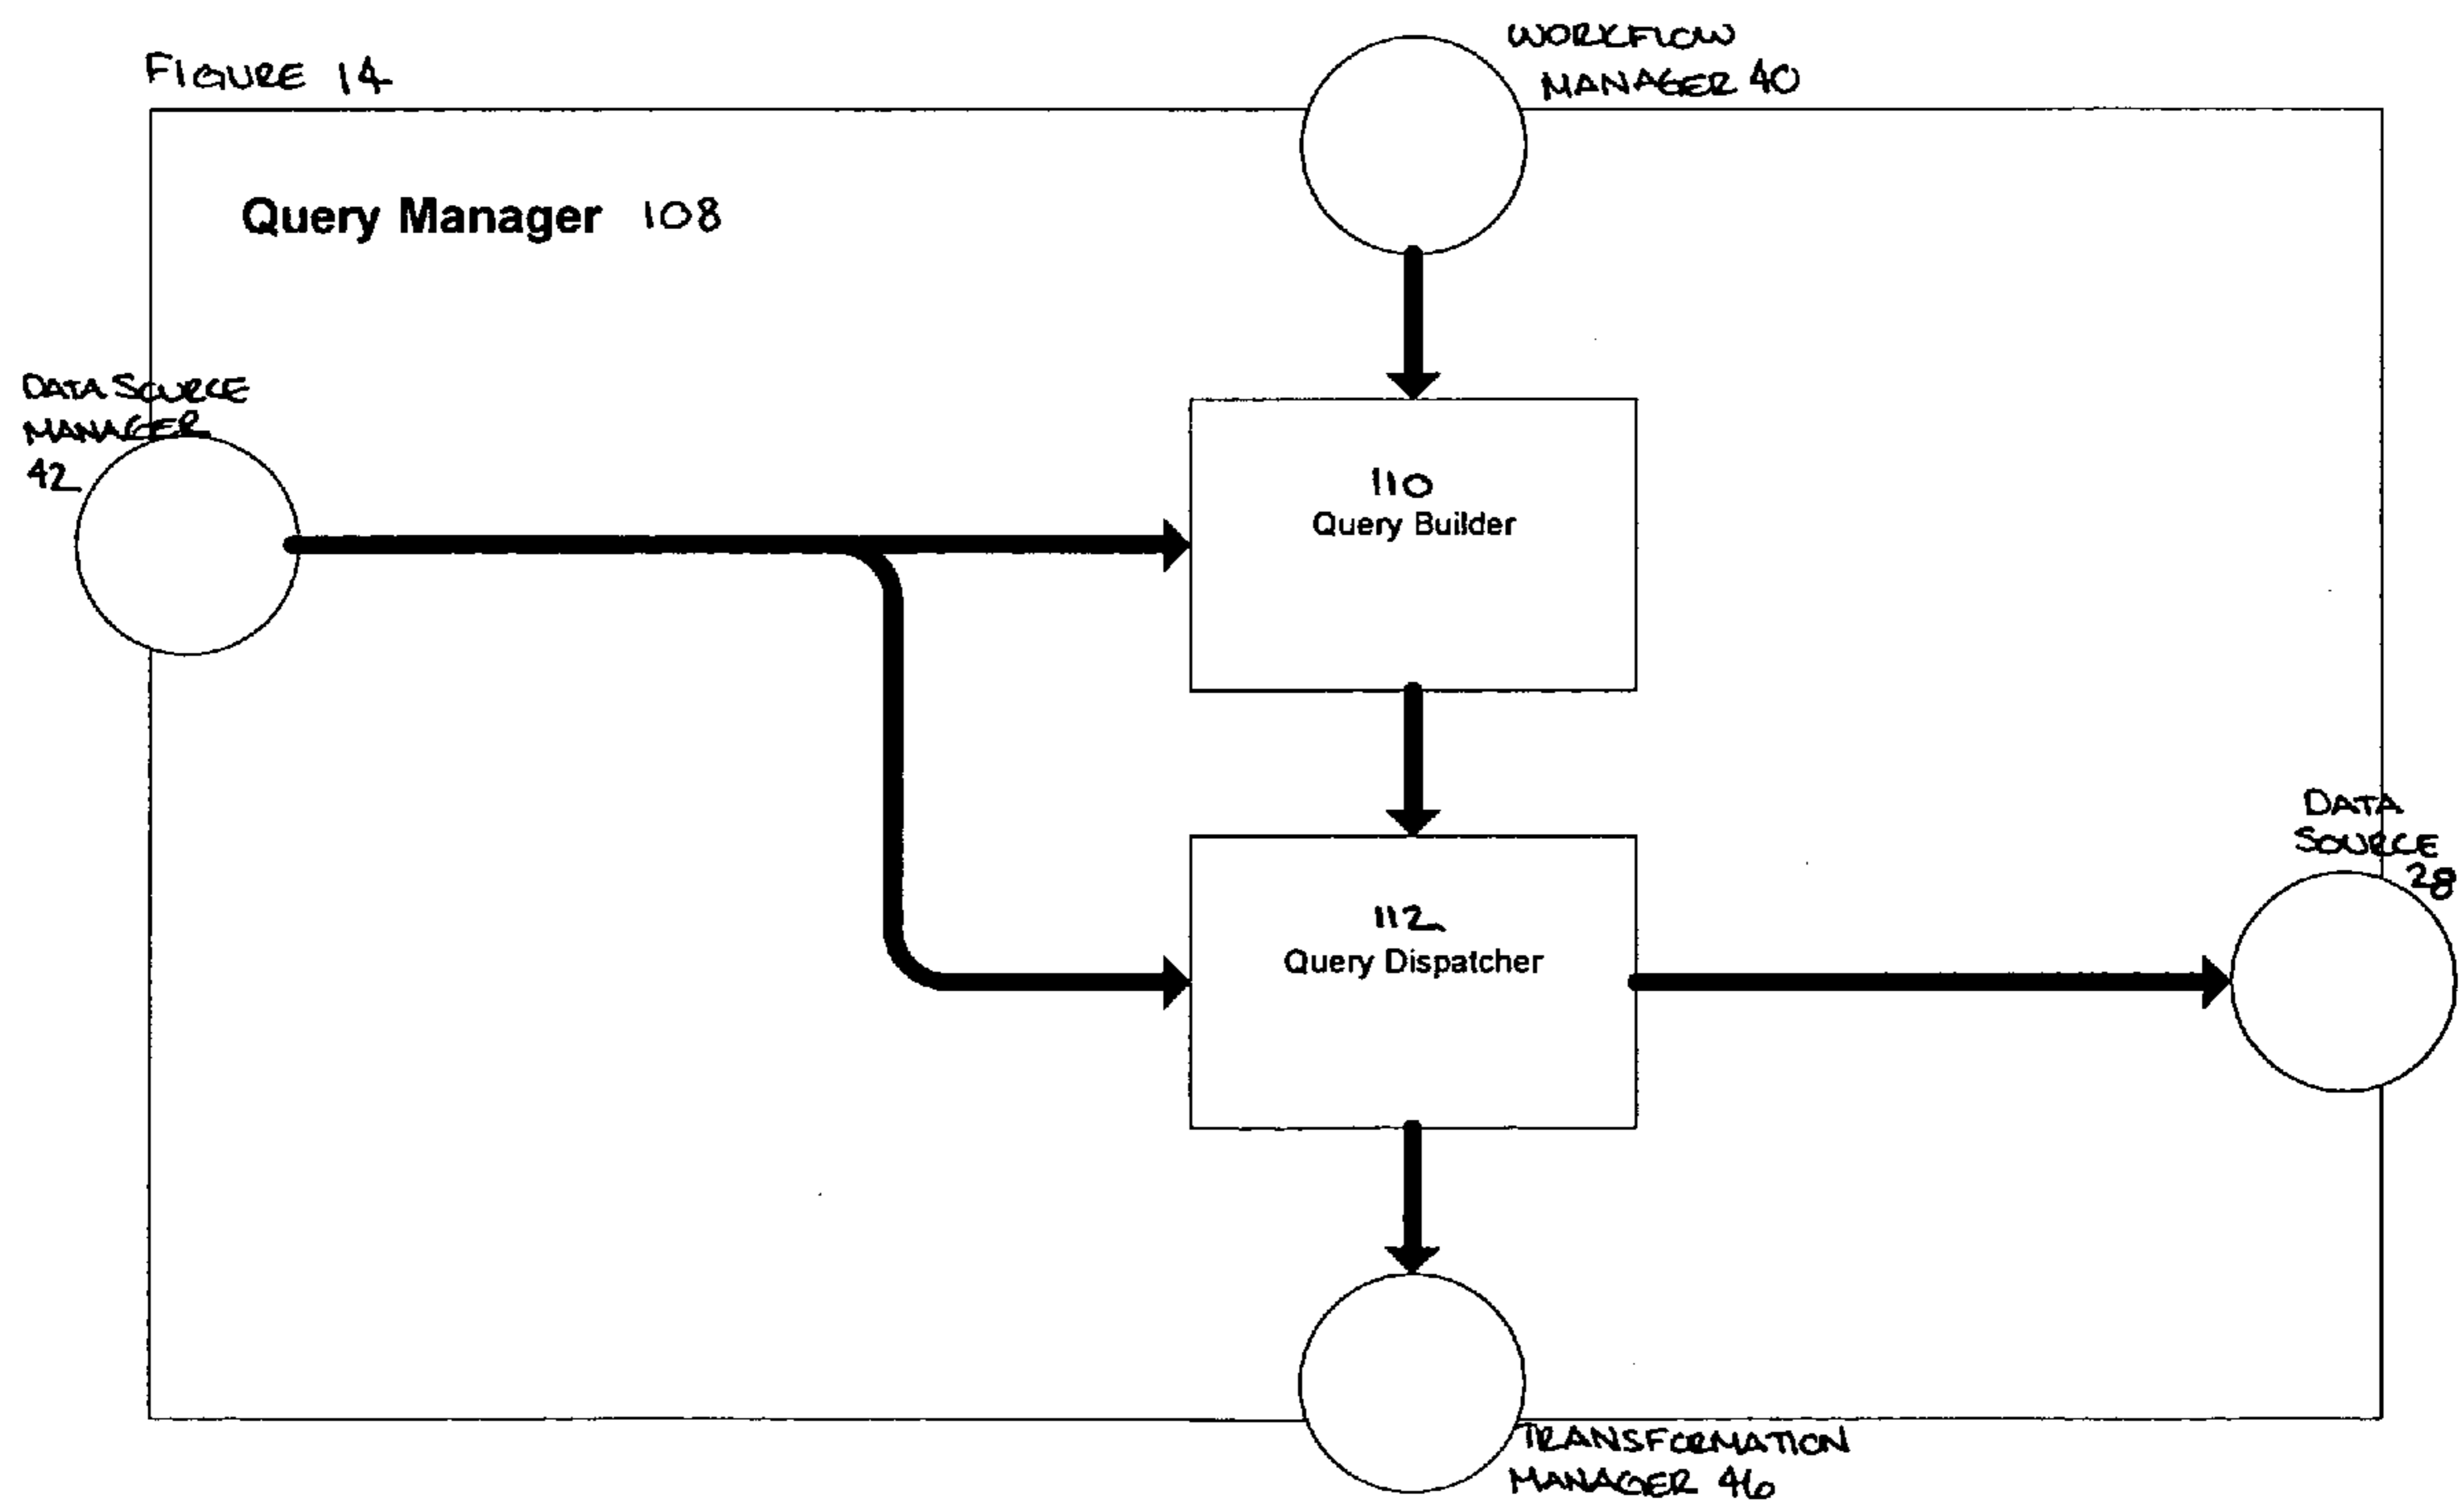 FIGURE 14
WORKFLOW
MANAGER 40
Query Manager 108
DATA SOURCE
MANAGER
42
110
Query Builder
DATA
SOURCE
28
112
Query Dispatcher
TRANSFORMATION
MANAGER 46